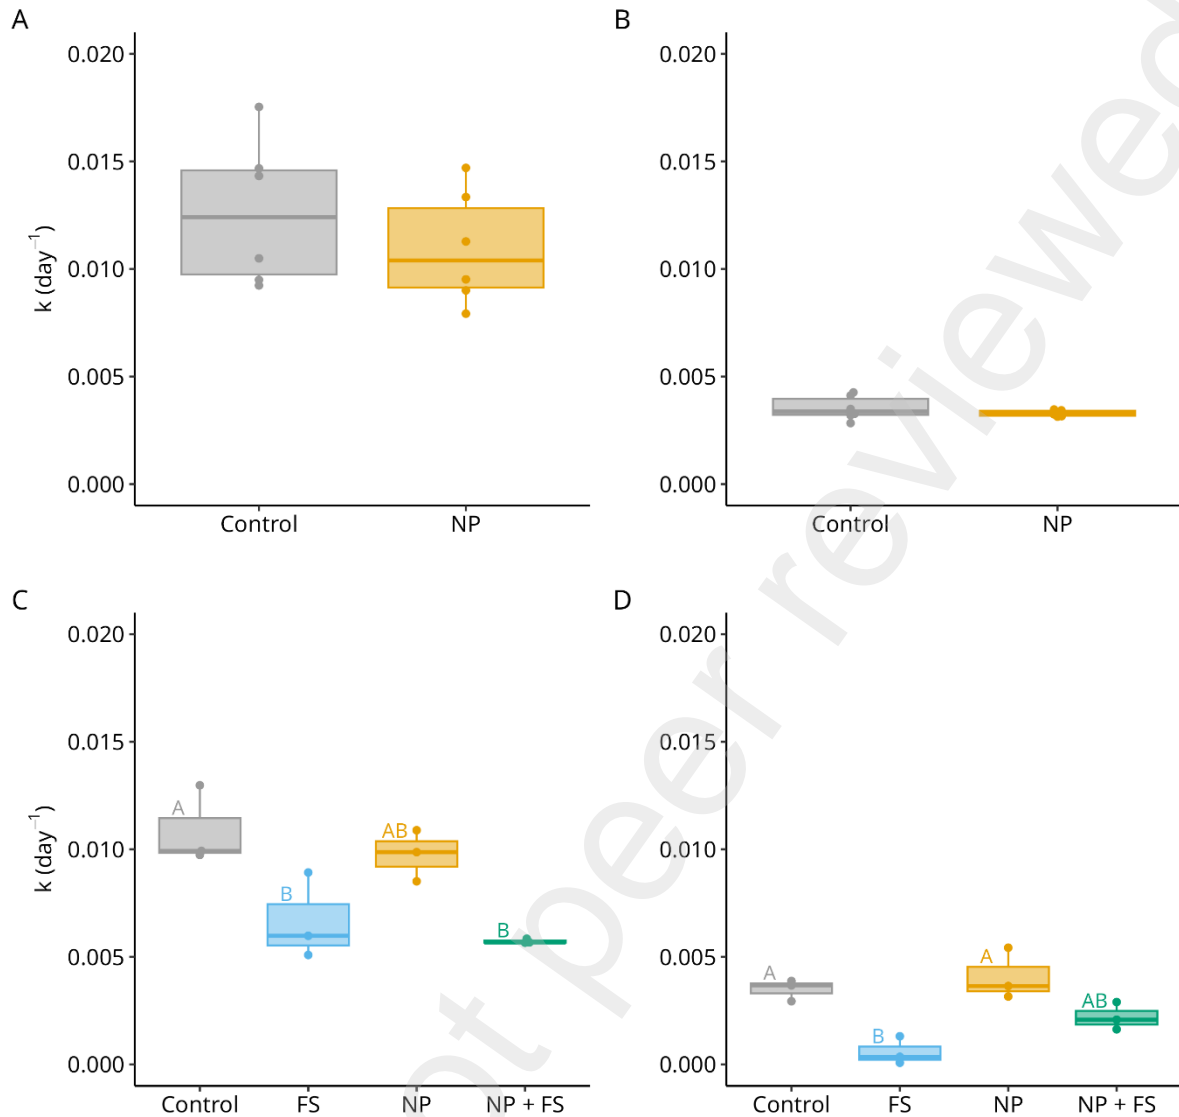 A
0.020
0.015
0.010
0.005
0.000
k (day⁻¹)
Control NP
B
0.020
0.015
0.010
0.005
0.000
Control NP
C
0.020
0.015
0.010
0.005
0.000
k (day⁻¹)
A
B
AB
B
Control FS NP NP + FS
D
0.020
0.015
0.010
0.005
0.000
A
B
A
AB
Control FS NP NP + FS
ot peer reviewed